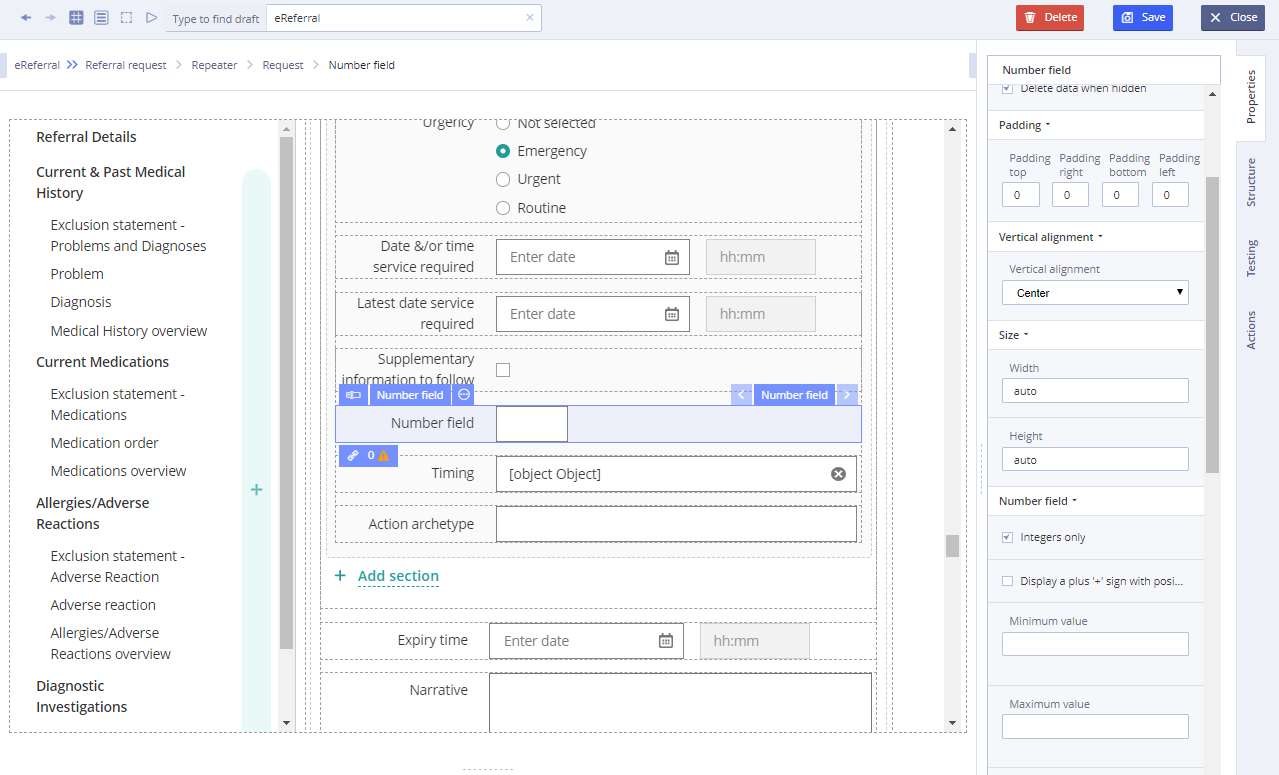 Type to find draft
eReferral
Delete
Save
Close
eReferral
Referral request
Repeater
Request
Number field
Referral Details
Current & Past Medical
History
Exclusion statement -
Problems and Diagnoses
Problem
Diagnosis
Medical History overview
Current Medications
Exclusion statement -
Medications
Medication order
Medications overview
Allergies/Adverse
Reactions
Exclusion statement -
Adverse Reaction
Adverse reaction
Allergies/Adverse
Reactions overview
Diagnostic
Investigations
Urgency
Not selected
Emergency
Urgent
Routine
Date &/or time
service required
Enter date
hh:mm
Latest date service
required
Enter date
hh:mm
Supplementary
information to follow
Number field
Number field
Number field
0
Timing
[object Object]
Action archetype
+ Add section
Expiry time
Enter date
hh:mm
Narrative
Number field
Delete data when hidden
Padding
Padding
top
Padding
right
Padding
bottom
Padding
left
0
0
0
0
Vertical alignment
Vertical alignment
Center
Size
Width
auto
Height
auto
Number field
Integers only
Display a plus '+' sign with posi...
Minimum value
Maximum value
Properties
Structure
Testing
Actions